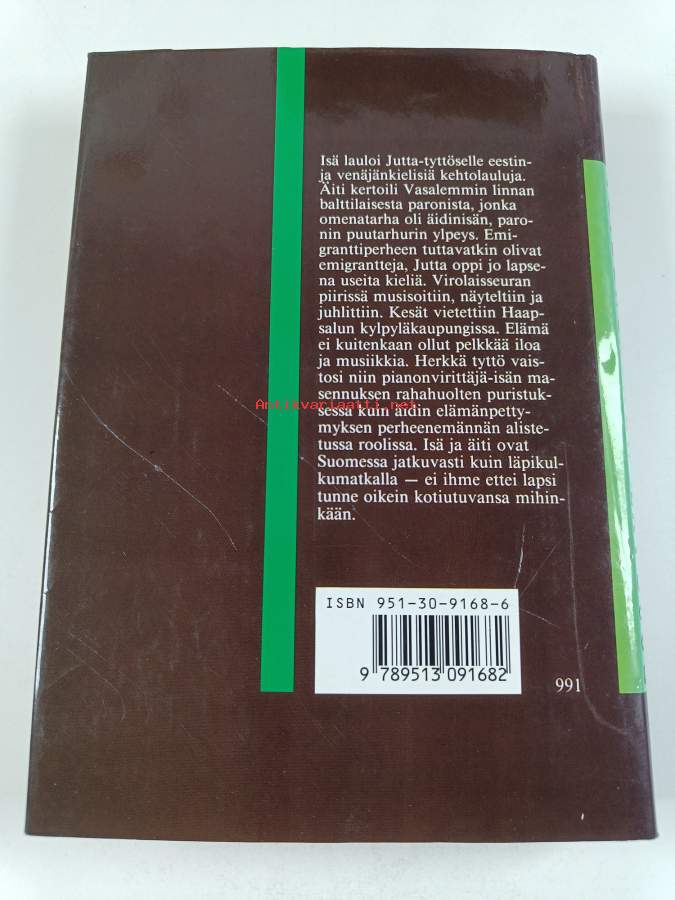 Isä lauloi Jutta-tyttöselle eestin-
ja venäjänkielisiä kehtolauluja.
Äiti kertoili Vasalemmin linnan
balttilaisesta paronista, jonka
omenatarha oli äidinisän, paro-
nin puutarhurin ylpeys. Emi-
granttiperheen tuttavatkin olivat
emigrantteja, Jutta oppi jo lapse-
na useita kieliä. Virolaisseuran
piirissä musisoitiin, näyteltiin ja
juhlittiin. Kesät vietettiin Haap-
salun kylpyläkaupungissa. Elämä
ei kuitenkaan ollut pelkkää iloa
ja musiikkia. Herkkä tyttö vais-
tosi niin pianonvirittäjä-isän ma-
sennuksen rahahuolten puristuk-
sessa kuin äidin elämänpetty-
myksen perheenemännän aliste-
tussa roolissa. Isä ja äiti ovat
Suomessa jatkuvasti kuin läpikul-
kumatkalla — ei ihme ettei lapsi
tunne oikein kotiutuvansa mihin-
kään.
Antikvariaatti.net
ISBN 951-30-9168-6
9 789513 091682
991